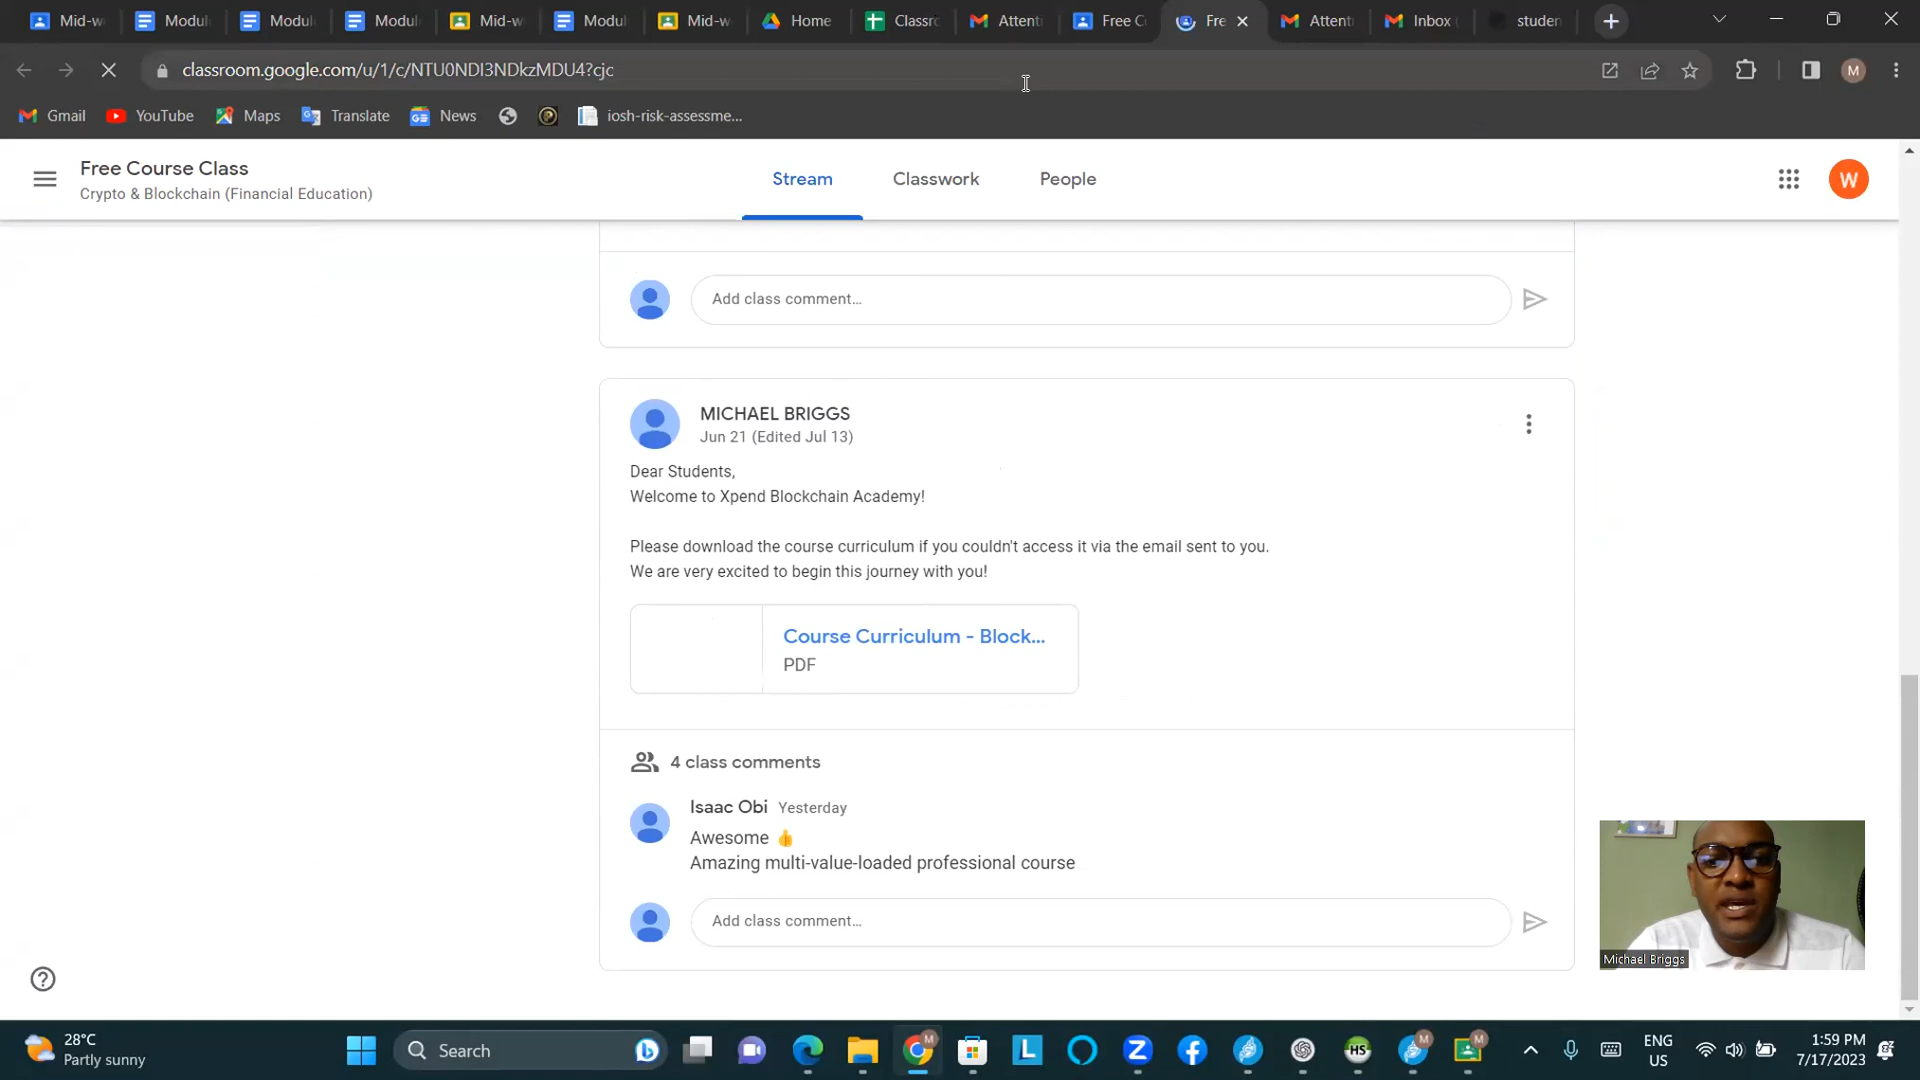 Mid-w
Modul
Modul
Modul
Mid-w
Modul
Mid-w
Home
Classro
Attenti
Free Co
Fre
Attenti
Inbox (
studen
classroom.google.com/u/1/c/NTU0NDI3NDkzMDU4?cjc
M
Gmail
YouTube
Maps
Translate
News
iosh-risk-assessme...
Free Course Class
Crypto & Blockchain (Financial Education)
Stream
Classwork
People
W
Add class comment...
MICHAEL BRIGGS
Jun 21 (Edited Jul 13)
Dear Students,
Welcome to Xpend Blockchain Academy!
Please download the course curriculum if you couldn't access it via the email sent to you.
We are very excited to begin this journey with you!
Course Curriculum - Block...
PDF
4 class comments
Isaac Obi Yesterday
Awesome 👍
Amazing multi-value-loaded professional course
Add class comment...
Michael Briggs
28°C
Partly sunny
Search
M
L
HS
M
M
ENG
US
1:59 PM
7/17/2023